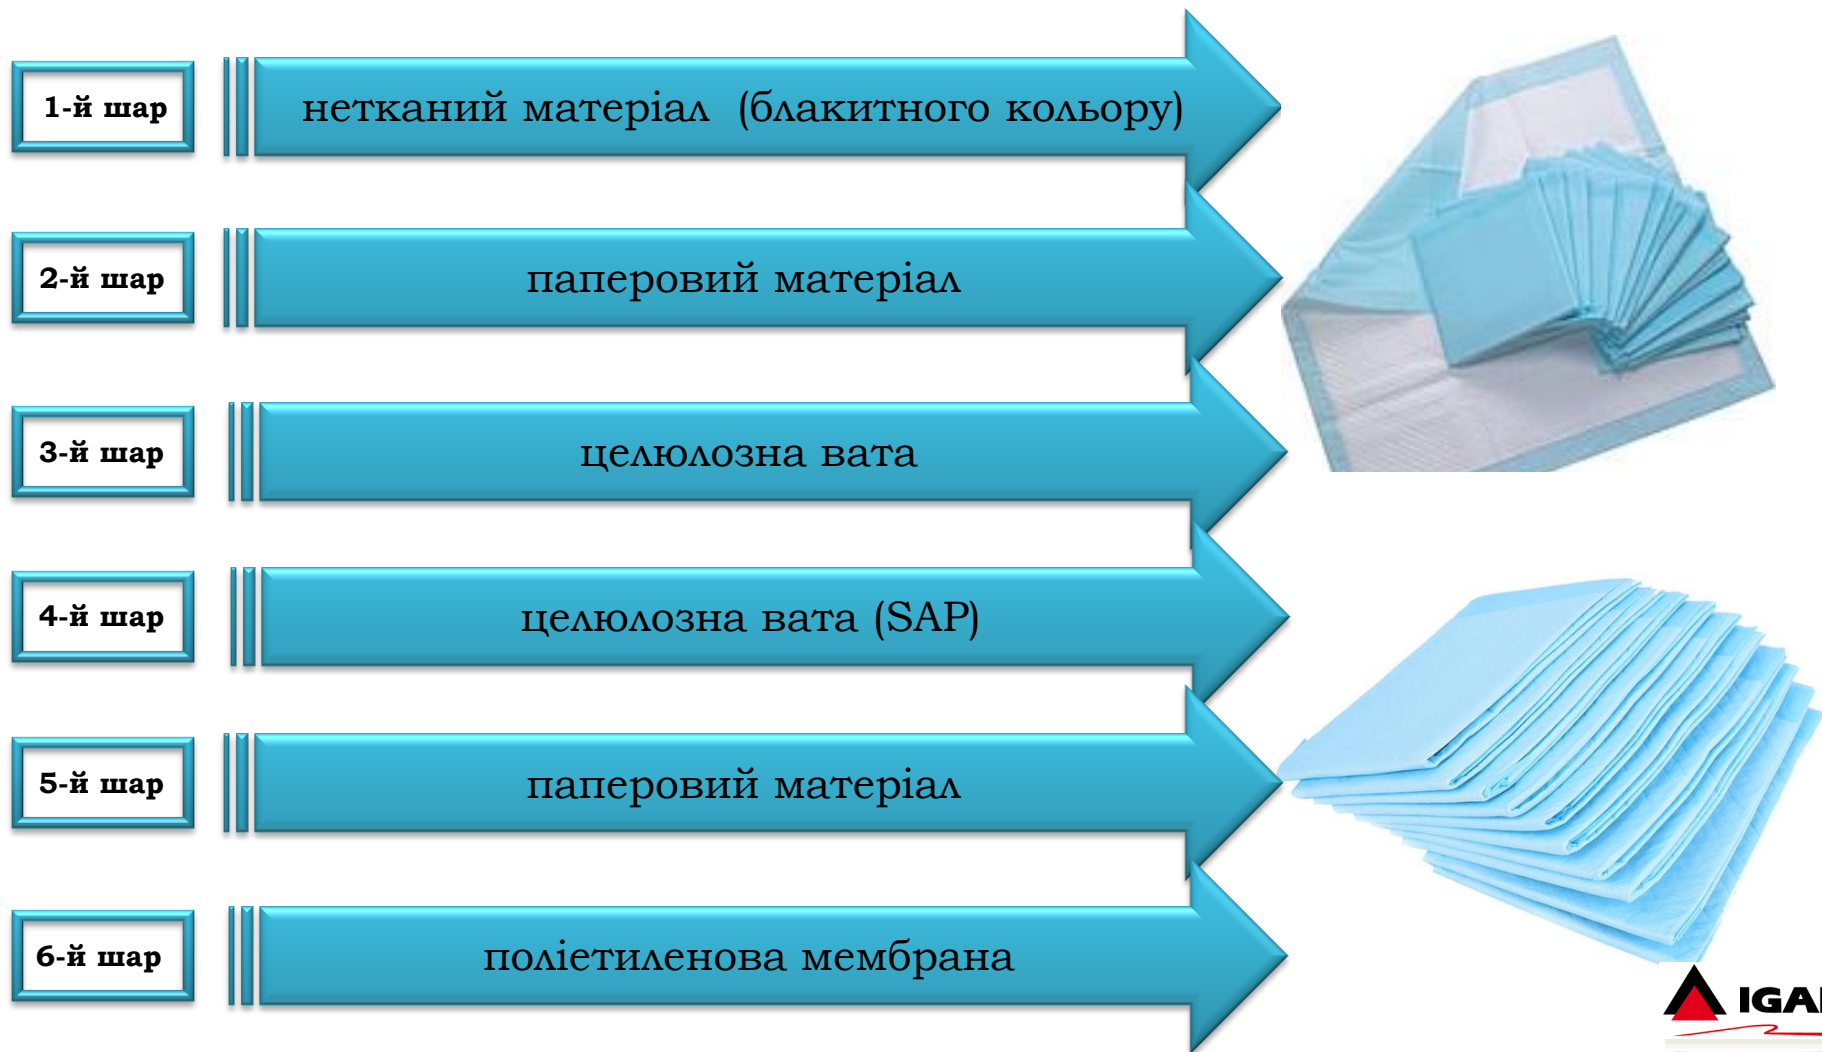 1-й шар
нетканий матеріал (блакитного кольору)
2-й шар
паперовий матеріал
3-й шар
целюлозна вата
4-й шар
целюлозна вата (SAP)
5-й шар
паперовий матеріал
6-й шар
поліетиленова мембрана